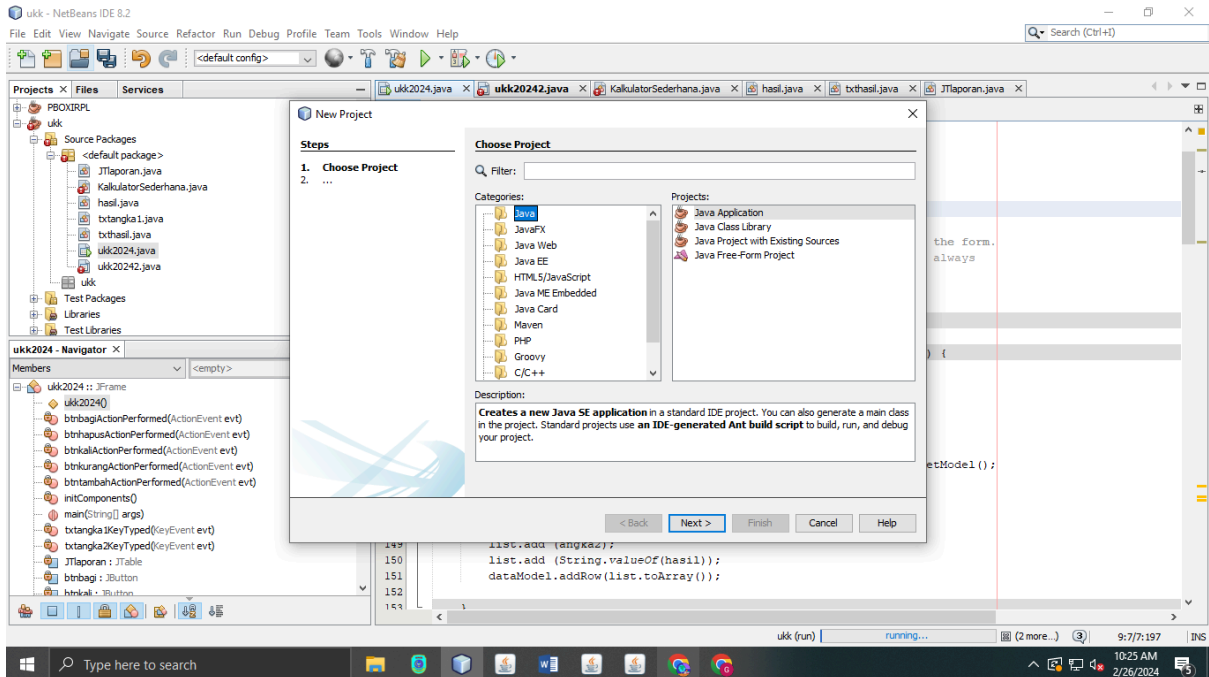 ukk - NetBeans IDE 8.2
File Edit View Navigate Source Refactor Run Debug Profile Team Tools Window Help
Search (Ctrl+I)
<default config>
Projects Files Services
ukk2024.java ukk20242.java KalkulatorSederhana.java hasil.java txthasil.java JTlaporan.java
PBOXIRPL
ukk
Source Packages
<default package>
JTlaporan.java
KalkulatorSederhana.java
hasil.java
txtangka1.java
txthasil.java
ukk2024.java
ukk20242.java
ukk
Test Packages
Libraries
Test Libraries
ukk2024 - Navigator
Members <empty>
ukk2024 :: JFrame
ukk2024()
btnbagiActionPerformed(ActionEvent evt)
btnhapusActionPerformed(ActionEvent evt)
btnkaliActionPerformed(ActionEvent evt)
btnkurangActionPerformed(ActionEvent evt)
btntambahActionPerformed(ActionEvent evt)
initComponents()
main(String[] args)
txtangka1KeyTyped(KeyEvent evt)
txtangka2KeyTyped(KeyEvent evt)
JTlaporan : JTable
btnbagi : JButton
btnkali : JButton
New Project
Steps
1. Choose Project
2. ...
Choose Project
Filter:
Categories:
Java
JavaFX
Java Web
Java EE
HTML5/JavaScript
Java ME Embedded
Java Card
Maven
PHP
Groovy
C/C++
Projects:
Java Application
Java Class Library
Java Project with Existing Sources
Java Free-Form Project
Description:
Creates a new Java SE application in a standard IDE project. You can also generate a main class
in the project. Standard projects use an IDE-generated Ant build script to build, run, and debug
your project.
< Back Next > Finish Cancel Help
the form.
always
) {
etModel();
149 list.add (angka2);
150 list.add (String.valueOf(hasil));
151 dataModel.addRow(list.toArray());
152
153 }
ukk (run) running... (2 more...) 3 9:7/7:197 INS
Type here to search
10:25 AM
2/26/2024
5